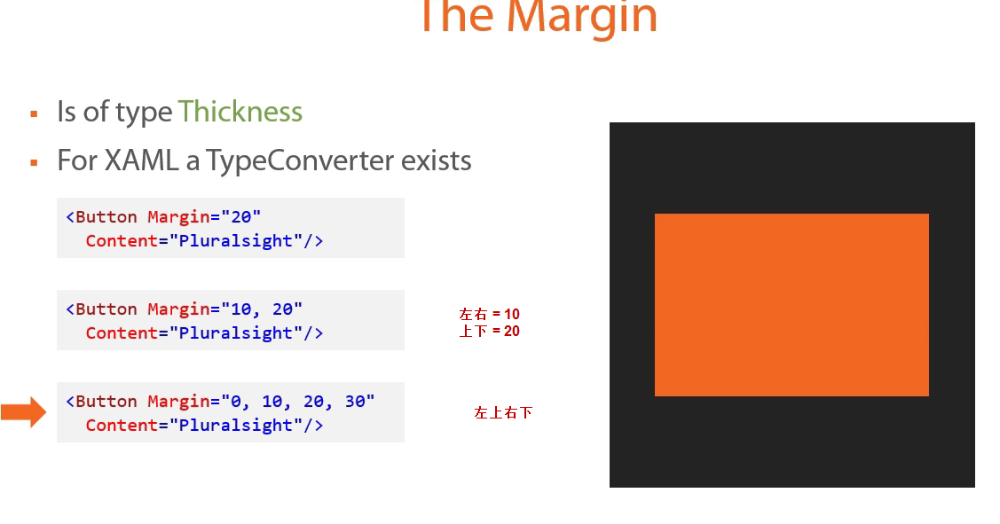 The Margin
Is of type Thickness
For XAML a TypeConverter exists
<Button Margin="20"
Content="Pluralsight"/>
<Button Margin="10, 20"
Content="Pluralsight"/>
左右 = 10
上下 = 20
<Button Margin="0, 10, 20, 30"
Content="Pluralsight"/>
左上右下